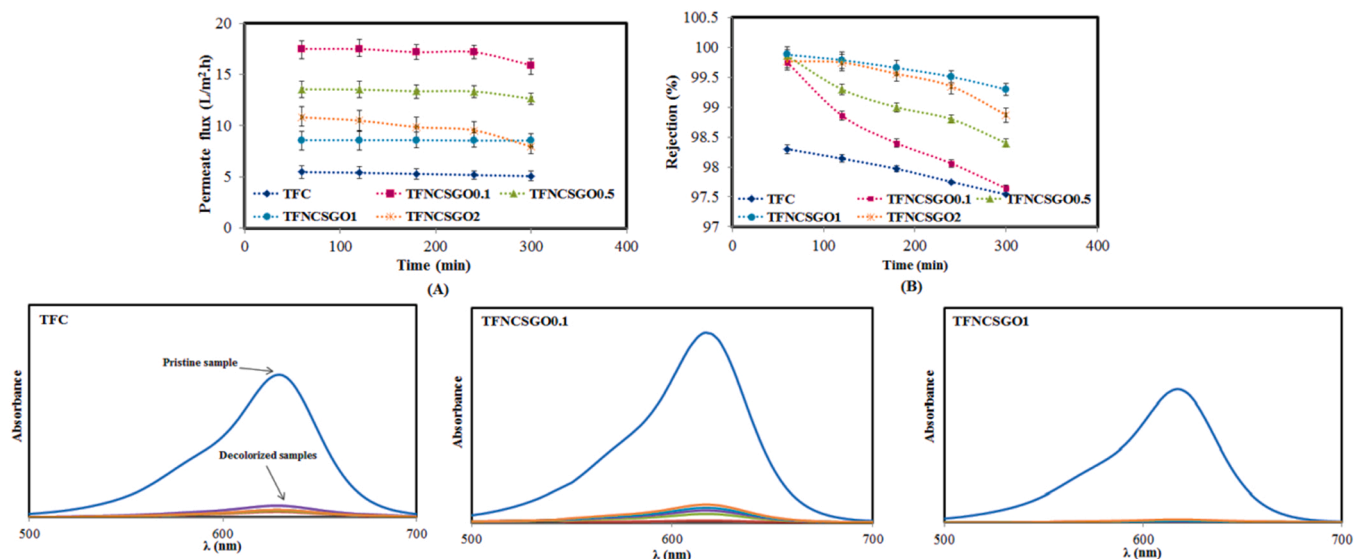 Permeate flux (L/m².h)
20
15
10
5
0
TFC
TFNCSGO0.1
TFNCSGO0.5
TFNCSGO1
TFNCSGO2
0
100
200
300
400
Time (min)
(A)
Rejection (%)
100.5
100
99.5
99
98.5
98
97.5
97
TFC
TFNCSGO0.1
TFNCSGO0.5
TFNCSGO1
TFNCSGO2
0
100
200
300
400
Time (min)
(B)
TFC
Absorbance
Pristine sample
Decolorized samples
500
600
700
λ (nm)
TFNCSGO0.1
Absorbance
500
600
700
λ (nm)
TFNCSGO1
Absorbance
500
600
700
λ (nm)